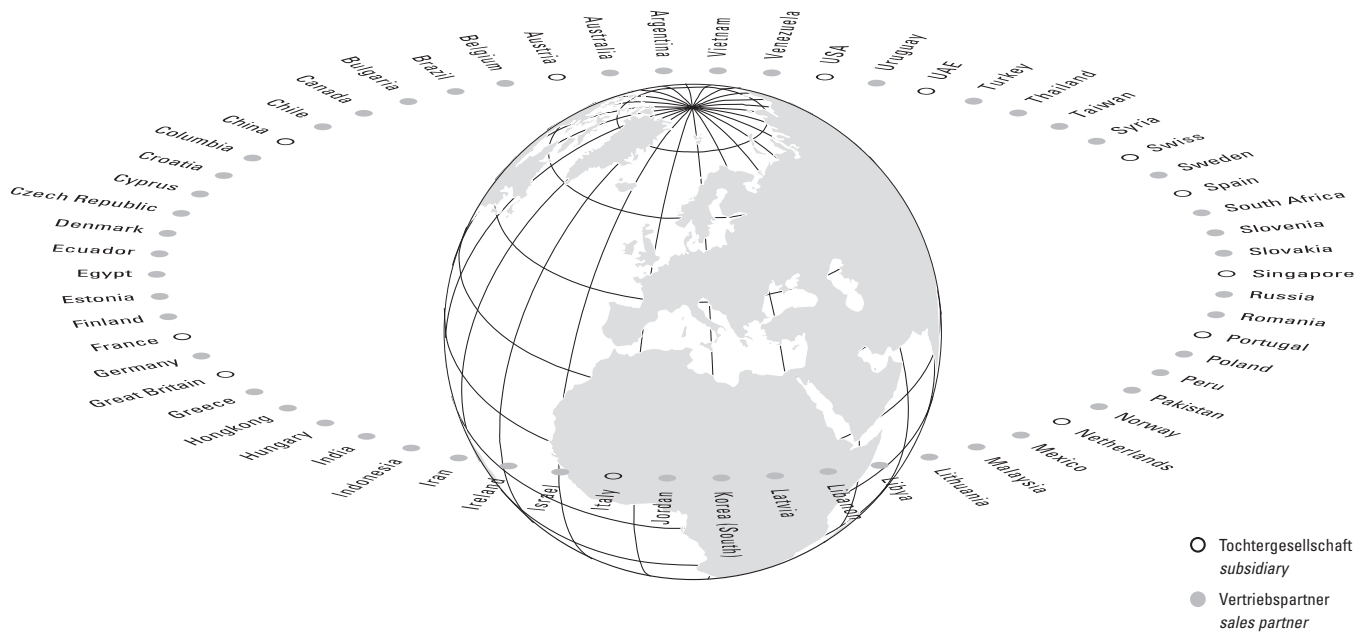 Argentina
Australia
Austria
Belgium
Brazil
Bulgaria
Canada
Chile
China
Columbia
Croatia
Cyprus
Czech Republic
Denmark
Ecuador
Egypt
Estonia
Finland
France
Germany
Great Britain
Greece
Hongkong
Hungary
India
Indonesia
Iran
Ireland
Israel
Italy
Jordan
Korea (South)
Latvia
Libanon
Libya
Lithuania
Malaysia
Mexico
Netherlands
Norway
Pakistan
Peru
Poland
Portugal
Romania
Russia
Singapore
Slovakia
Slovenia
South Africa
Spain
Sweden
Swiss
Syria
Taiwan
Thailand
Turkey
UAE
Uruguay
USA
Venezuela
Vietnam
Tochtergesellschaft
subsidiary
Vertriebspartner
sales partner